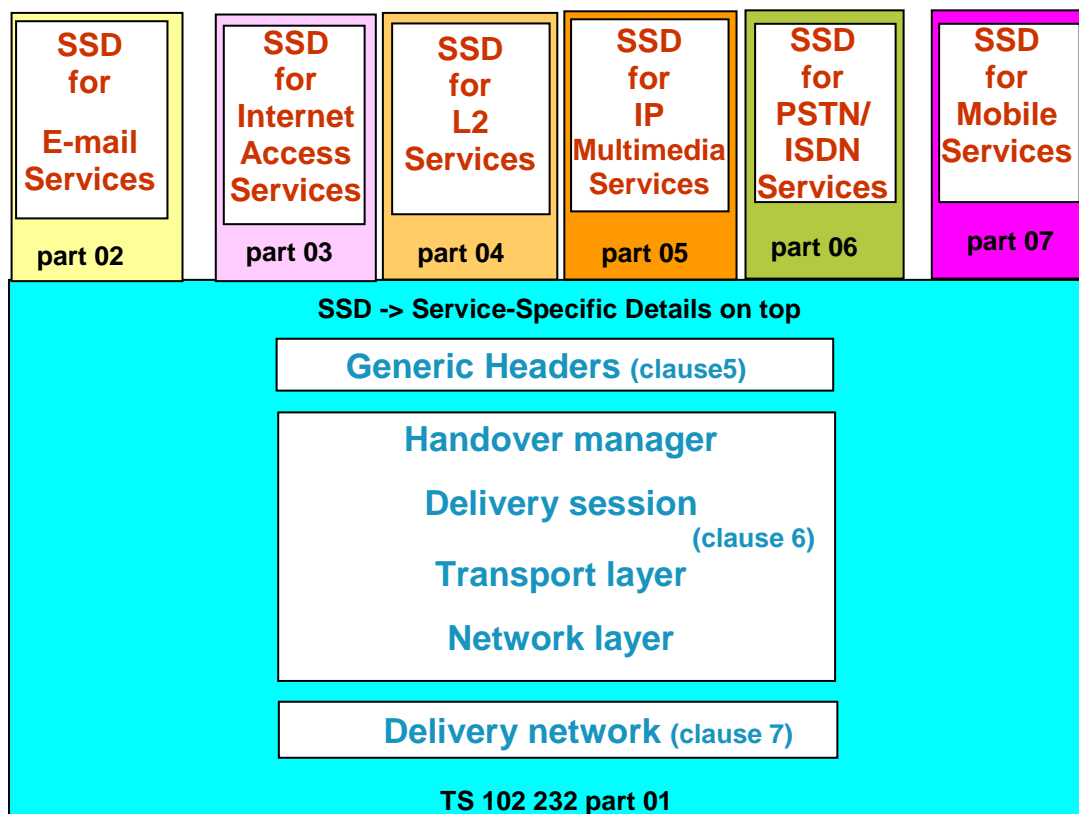 SSD
for
E-mail
Services
part 02
SSD
for
Internet
Access
Services
part 03
SSD
for
L2
Services
part 04
SSD
for
IP
Multimedia
Services
part 05
SSD
for
PSTN/
ISDN
Services
part 06
SSD
for
Mobile
Services
part 07
SSD -> Service-Specific Details on top
Generic Headers (clause5)
Handover manager
Delivery session
(clause 6)
Transport layer
Network layer
Delivery network (clause 7)
TS 102 232 part 01